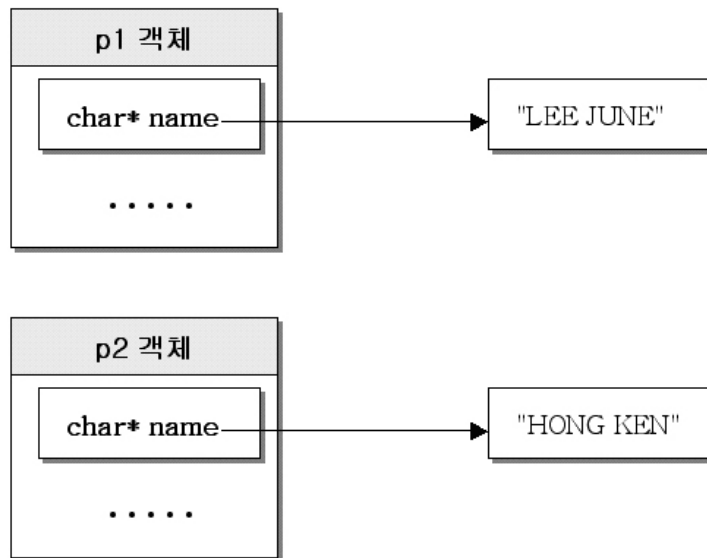 p1 객체
char* name
"LEE JUNE"
.....
p2 객체
char* name
"HONG KEN"
.....